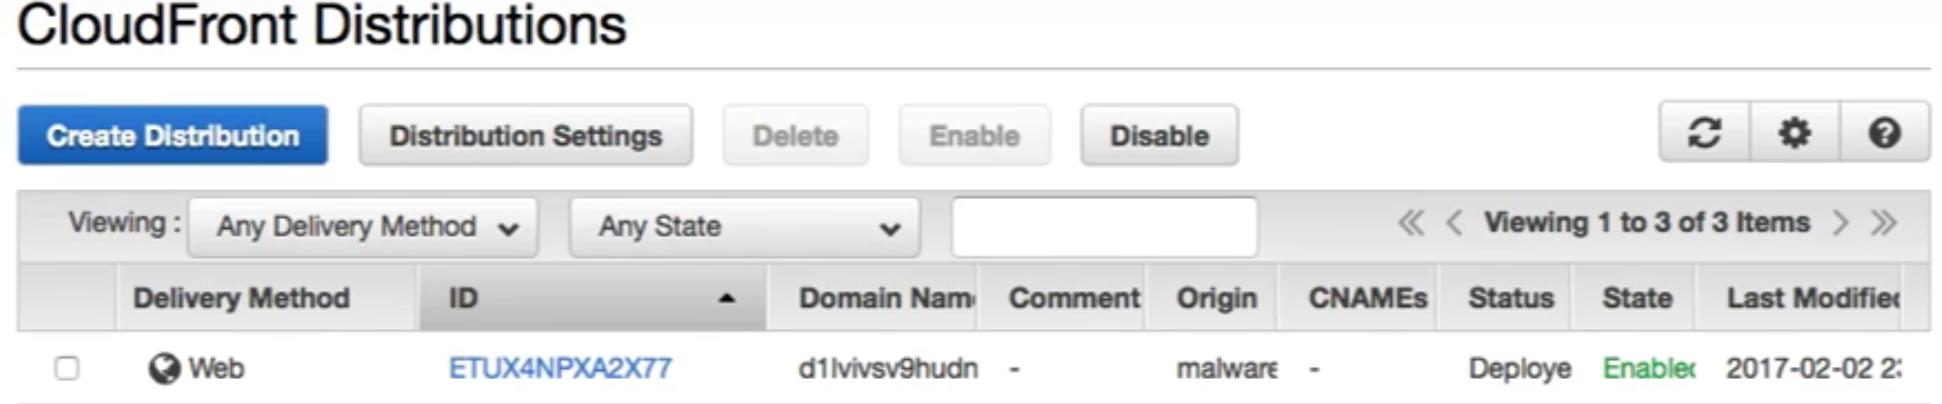 CloudFront Distributions
Create Distribution Distribution Settings Delete Enable Disable
Viewing : Any Delivery Method Any State Viewing 1 to 3 of 3 Items
Delivery Method ID Domain Nam Comment Origin CNAMEs Status State Last Modified
Web ETUX4NPXA2X77 d1lvivsv9hudn - malware - Deploye Enabled 2017-02-02 2